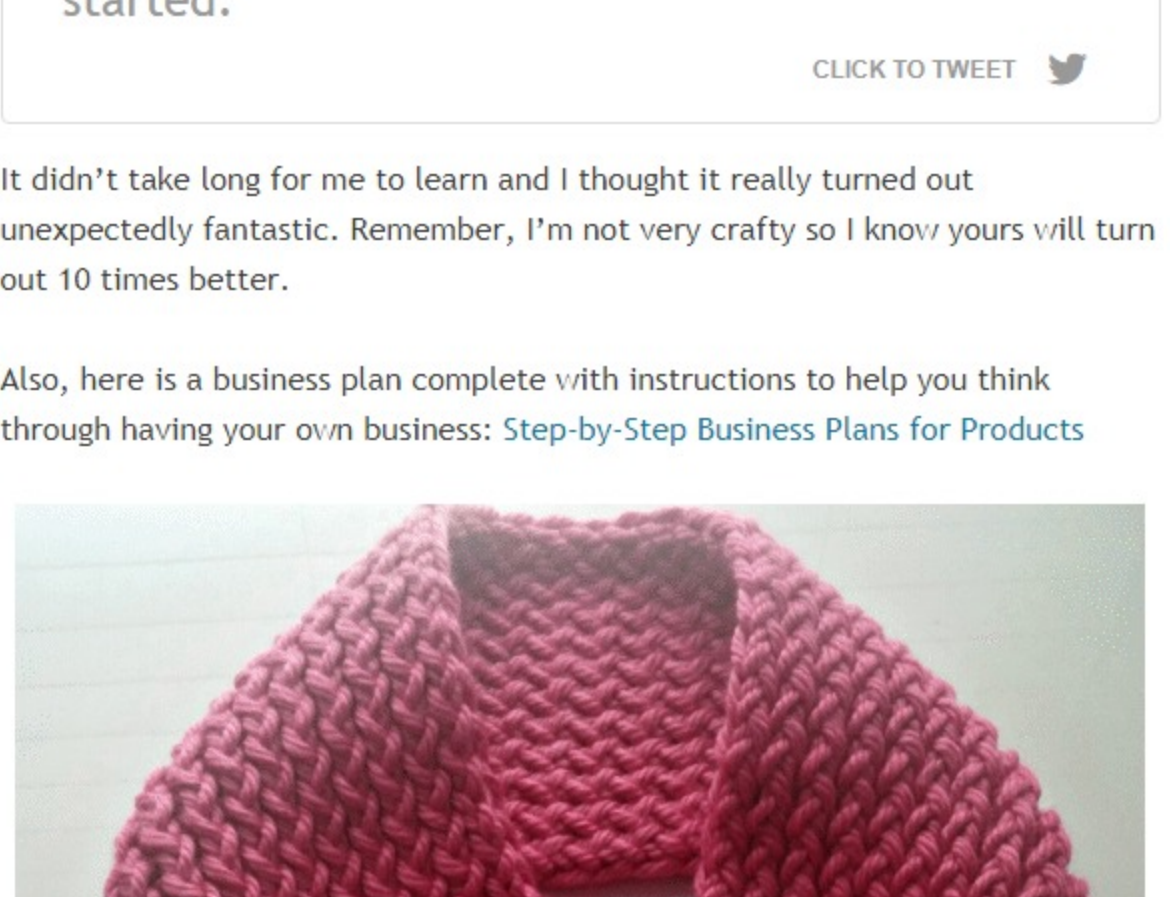 started.
CLICK TO TWEET
It didn’t take long for me to learn and I thought it really turned out
unexpectedly fantastic. Remember, I’m not very crafty so I know yours will turn
out 10 times better.
Also, here is a business plan complete with instructions to help you think
through having your own business: Step-by-Step Business Plans for Products